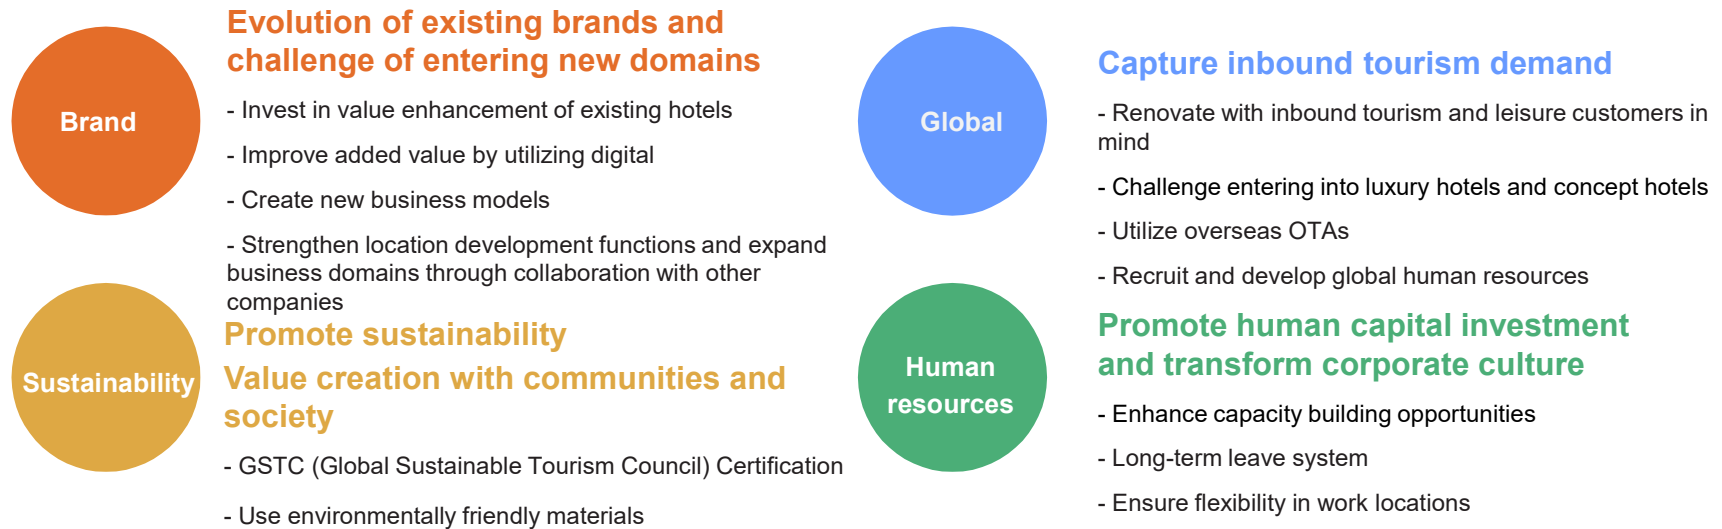 Brand
Evolution of existing brands and
challenge of entering new domains
- Invest in value enhancement of existing hotels
- Improve added value by utilizing digital
- Create new business models
- Strengthen location development functions and expand
business domains through collaboration with other
companies
Global
Capture inbound tourism demand
- Renovate with inbound tourism and leisure customers in
mind
- Challenge entering into luxury hotels and concept hotels
- Utilize overseas OTAs
- Recruit and develop global human resources
Sustainability
Promote sustainability
Value creation with communities and
society
- GSTC (Global Sustainable Tourism Council) Certification
- Use environmentally friendly materials
Human
resources
Promote human capital investment
and transform corporate culture
- Enhance capacity building opportunities
- Long-term leave system
- Ensure flexibility in work locations